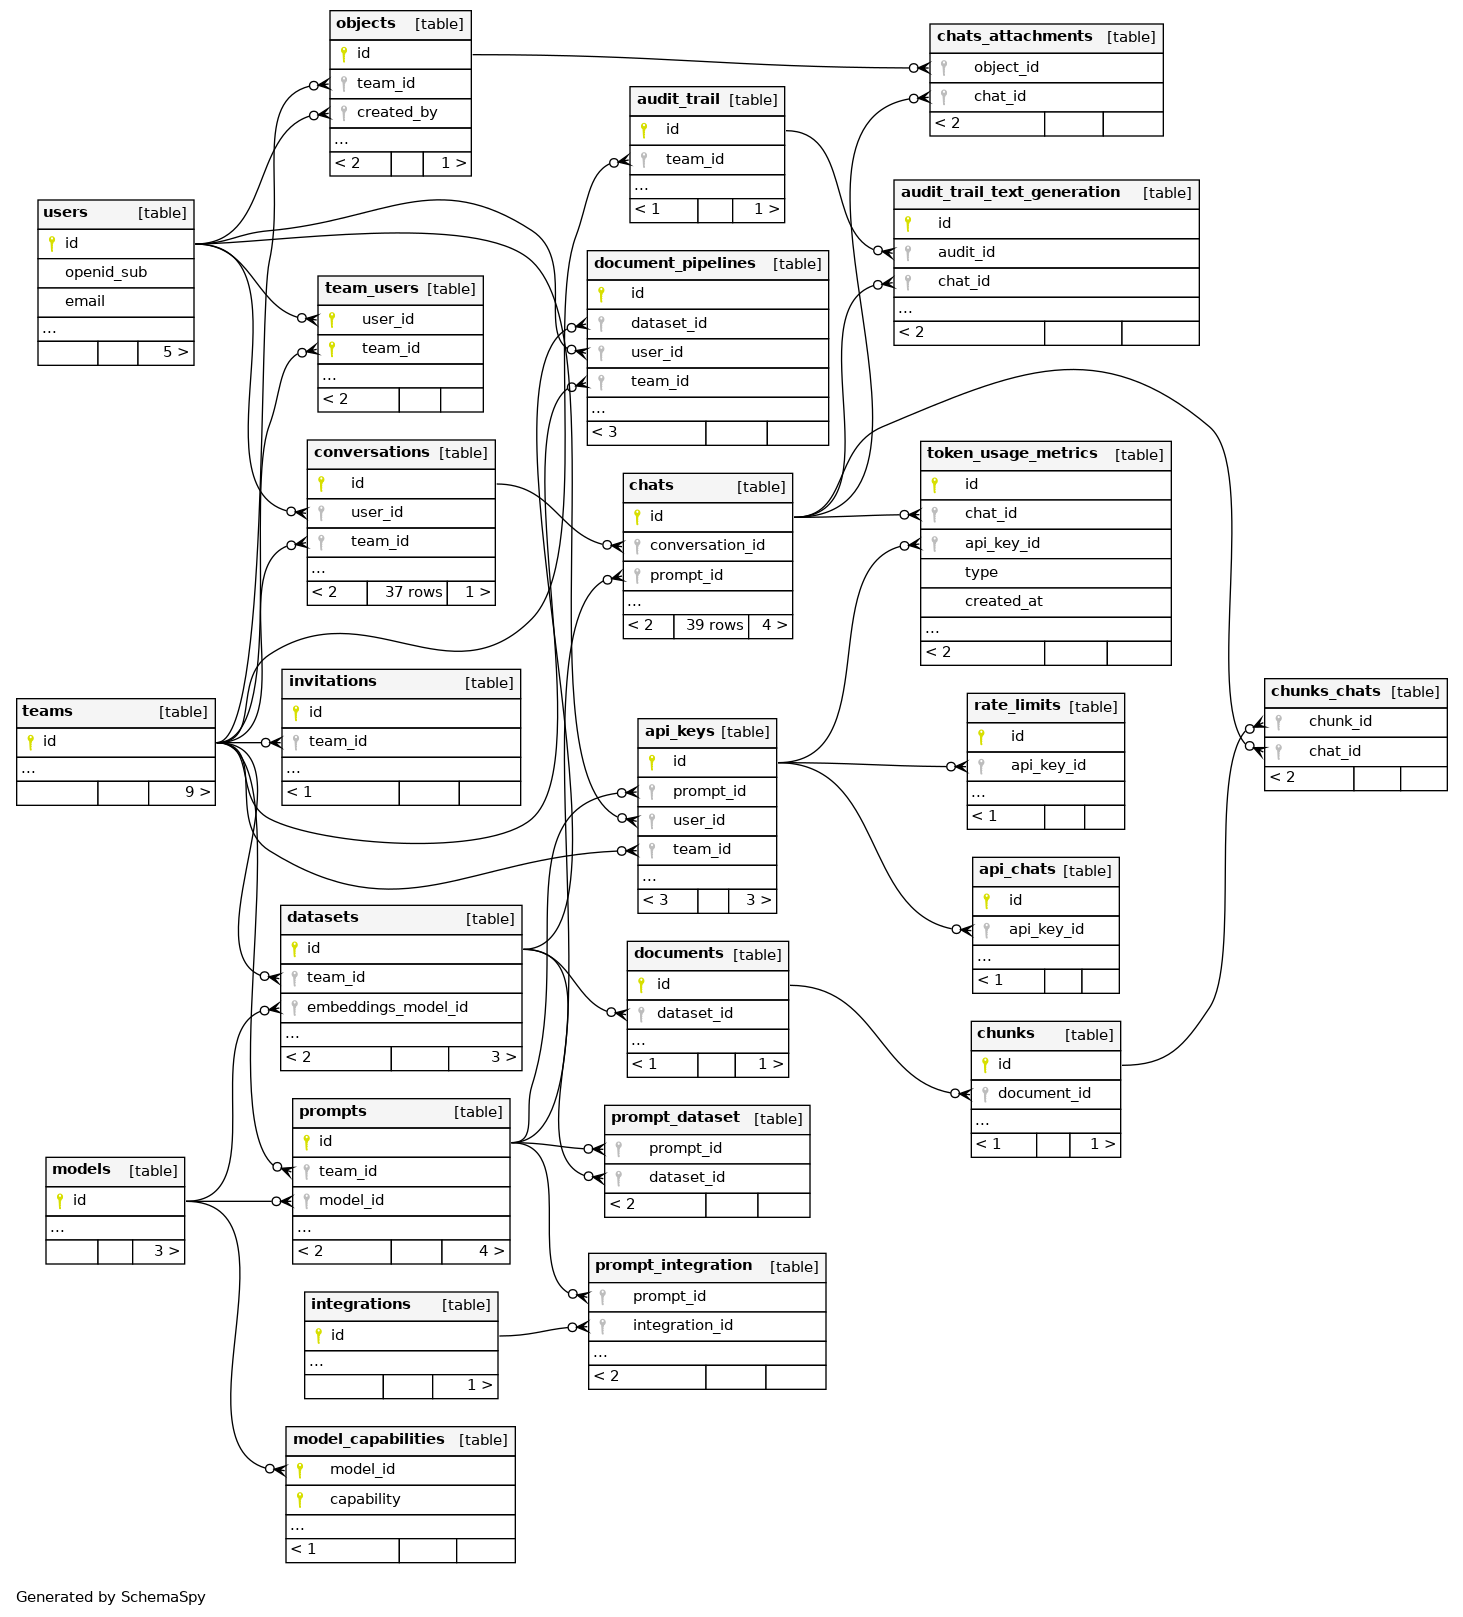 objects [table]
id
team_id
created_by
...
< 2 1 >
chats_attachments [table]
object_id
chat_id
< 2
audit_trail [table]
id
team_id
...
< 1 1 >
audit_trail_text_generation [table]
id
audit_id
chat_id
...
< 2
users [table]
id
openid_sub
email
...
5 >
team_users [table]
user_id
team_id
...
< 2
document_pipelines [table]
id
dataset_id
user_id
team_id
...
< 3
conversations [table]
id
user_id
team_id
...
< 2 37 rows 1 >
chats [table]
id
conversation_id
prompt_id
...
< 2 39 rows 4 >
token_usage_metrics [table]
id
chat_id
api_key_id
type
created_at
...
< 2
invitations [table]
id
team_id
...
< 1
teams [table]
id
...
9 >
api_keys [table]
id
prompt_id
user_id
team_id
...
< 3 3 >
rate_limits [table]
id
api_key_id
...
< 1
chunks_chats [table]
chunk_id
chat_id
< 2
api_chats [table]
id
api_key_id
...
< 1
datasets [table]
id
team_id
embeddings_model_id
...
< 2 3 >
documents [table]
id
dataset_id
...
< 1 1 >
chunks [table]
id
document_id
...
< 1 1 >
prompts [table]
id
team_id
model_id
...
< 2 4 >
prompt_dataset [table]
prompt_id
dataset_id
< 2
models [table]
id
...
3 >
prompt_integration [table]
prompt_id
integration_id
...
< 2
integrations [table]
id
...
1 >
model_capabilities [table]
model_id
capability
...
< 1
Generated by SchemaSpy